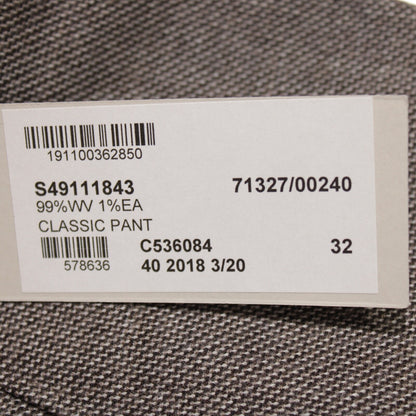 191100362850
S49111843 71327/00240
99%WV 1%EA
CLASSIC PANT
C536084 32
578636 40 2018 3/20